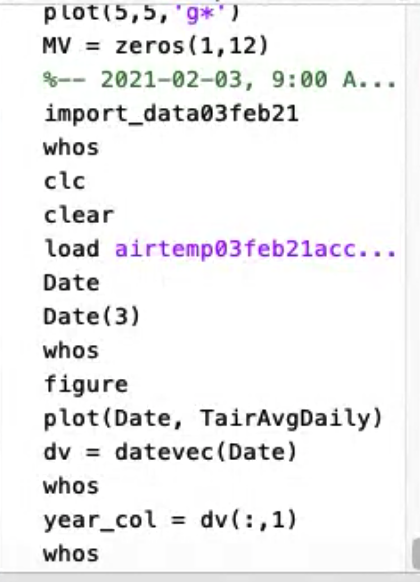 plot(5,5,'g*')
MV = zeros(1,12)
%-- 2021-02-03, 9:00 A...
import_data03feb21
whos
clc
clear
load airtemp03feb21acc...
Date
Date(3)
whos
figure
plot(Date, TairAvgDaily)
dv = datevec(Date)
whos
year_col = dv(:,1)
whos